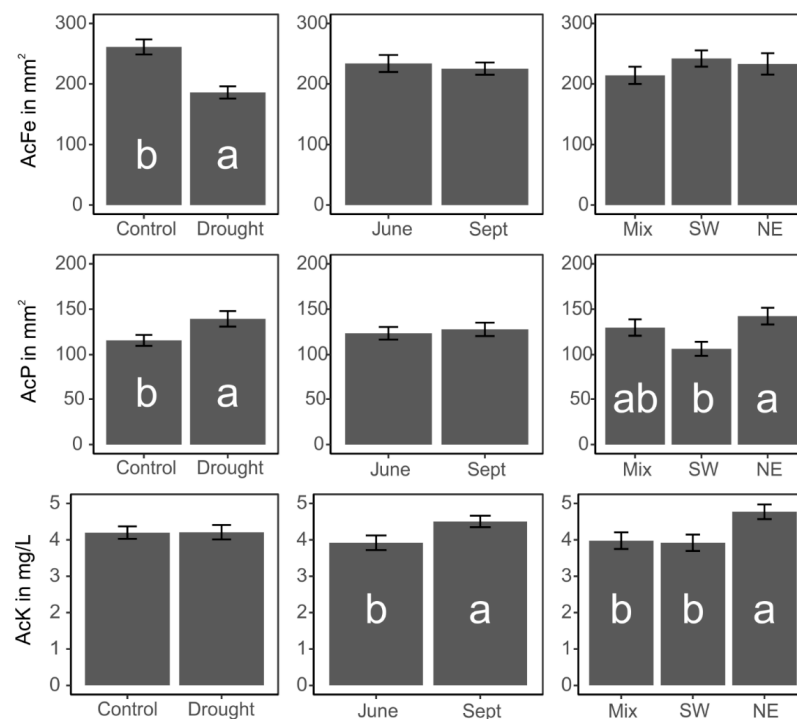 AcFe in mm²
300
200
100
0
b a
Control Drought
300
200
100
0
June Sept
300
200
100
0
Mix SW NE
AcP in mm²
200
150
100
50
0
b a
Control Drought
200
150
100
50
0
June Sept
200
150
100
50
0
ab b a
Mix SW NE
AcK in mg/L
5
4
3
2
1
0
Control Drought
5
4
3
2
1
0
b a
June Sept
5
4
3
2
1
0
b b a
Mix SW NE